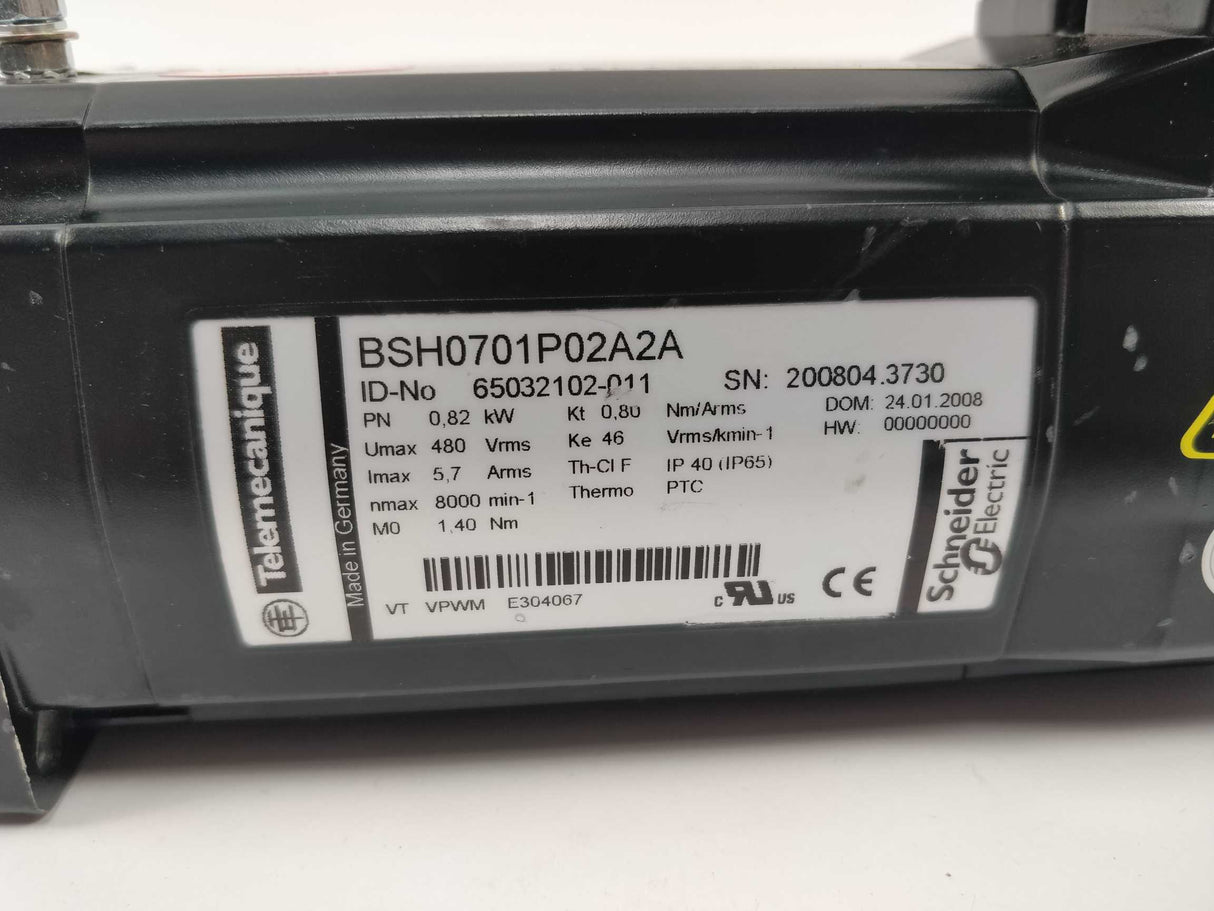 Telemecanique
Made in Germany
BSH0701P02A2A
ID-No 65032102-011 SN: 200804.3730
PN 0,82 kW Kt 0,80 Nm/Arms DOM: 24.01.2008
Umax 480 Vrms Ke 46 Vrms/kmin-1 HW: 00000000
Imax 5,7 Arms Th-Cl F IP 40 (IP65)
nmax 8000 min-1 Thermo PTC
M0 1,40 Nm
VT VPWM E304067
C RU US CE
Schneider
Electric